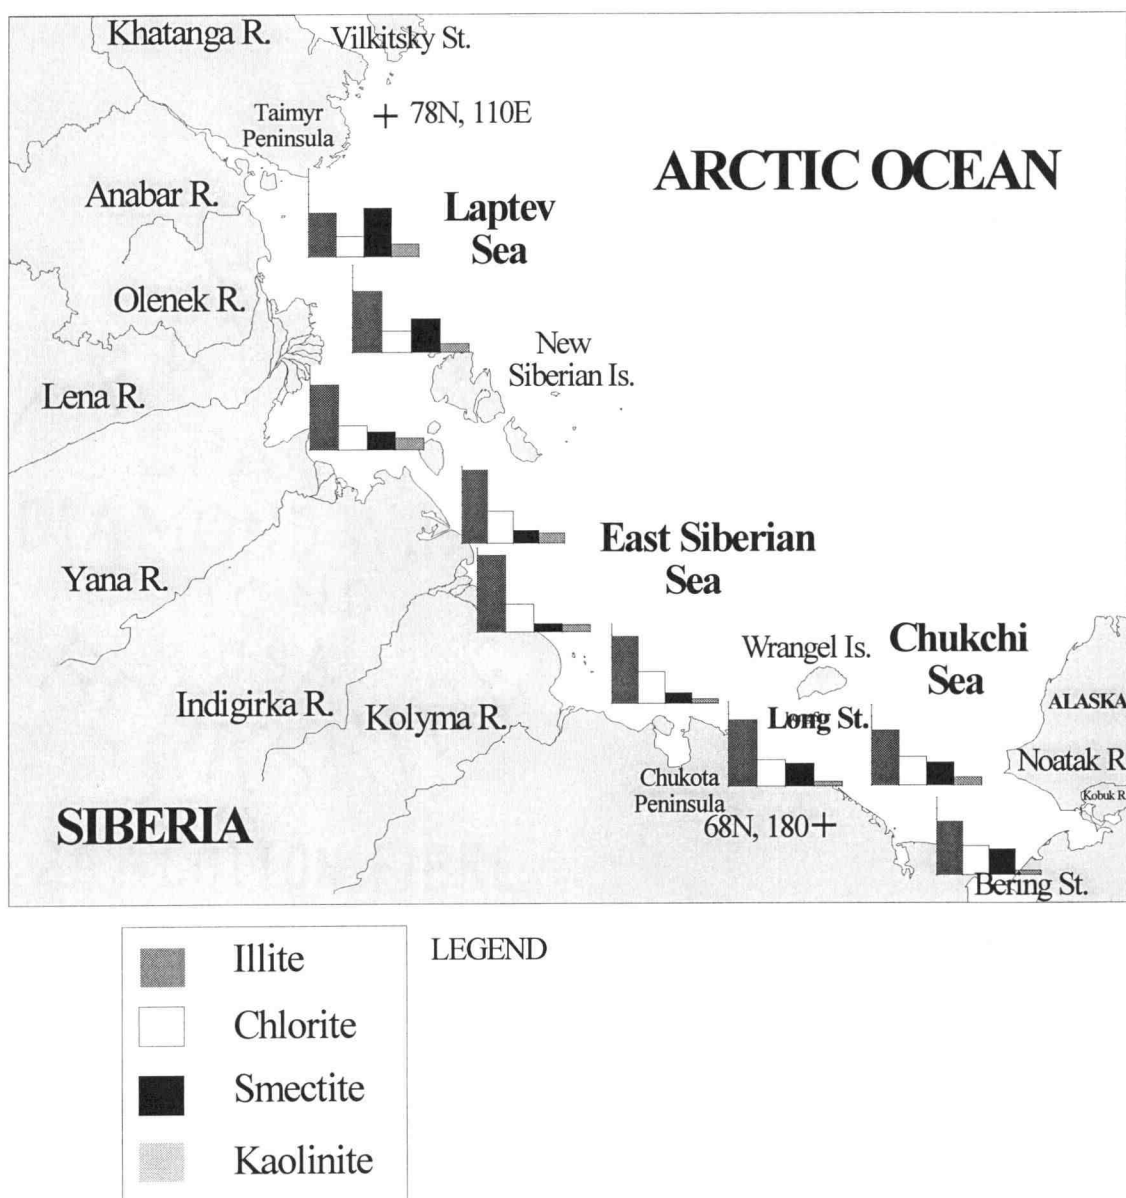 Khatanga R.
Vilkitsky St.
Taimyr
Peninsula
78N, 110E
ARCTIC OCEAN
Anabar R.
Laptev
Sea
Olenek R.
New
Siberian Is.
Lena R.
East Siberian
Sea
Yana R.
Wrangel Is.
Chukchi
Sea
ALASKA
Indigirka R.
Kolyma R.
Long St.
Noatak R
Chukota
Peninsula
Kobuk R
SIBERIA
68N, 180
Bering St.
LEGEND
Illite
Chlorite
Smectite
Kaolinite